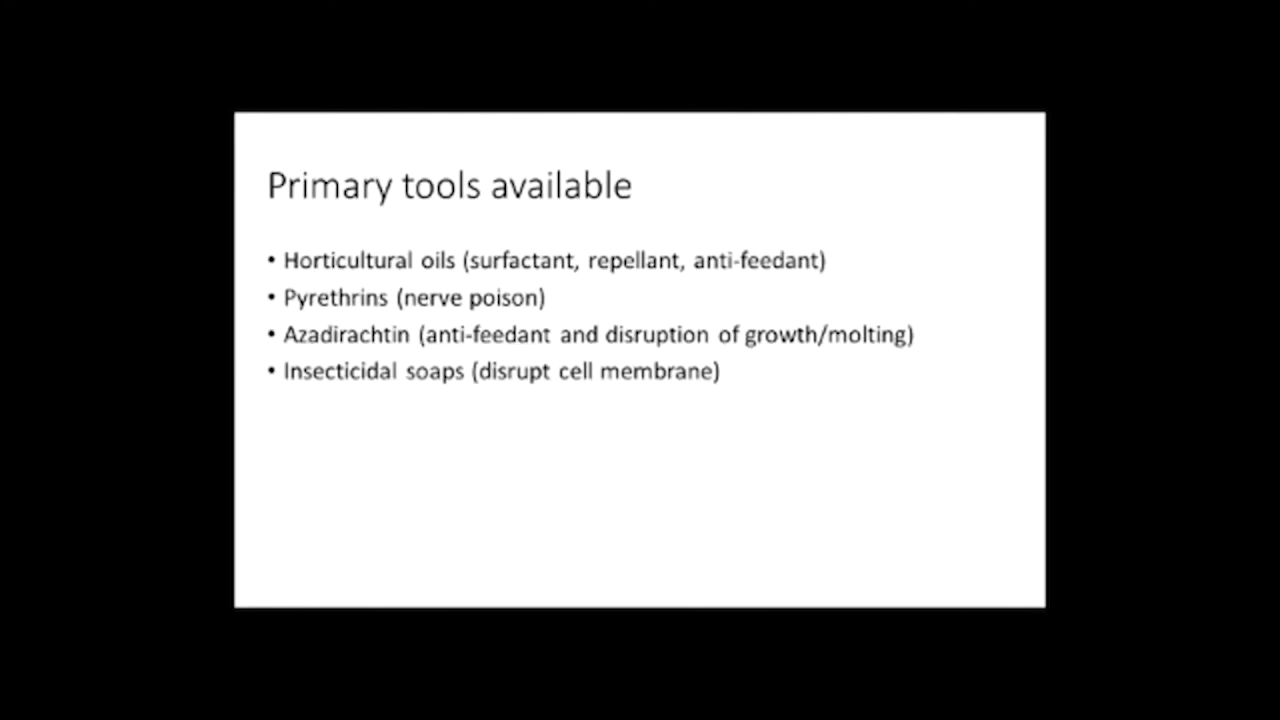 Primary tools available
• Horticultural oils (surfactant, repellant, anti-feedant)
• Pyrethrins (nerve poison)
• Azadirachtin (anti-feedant and disruption of growth/molting)
• Insecticidal soaps (disrupt cell membrane)